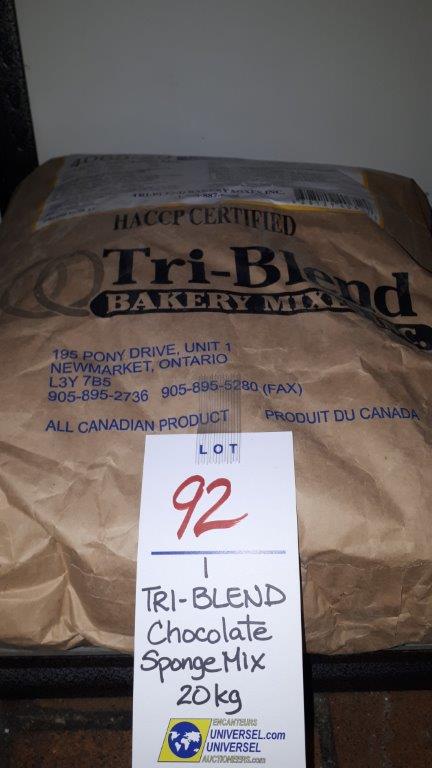 HACCP CERTIFIED
Tri-Blend
BAKERY
195 PONY DRIVE, UNIT 1
NEWMARKET, ONTARIO
L3Y 7B5
905-895-2736 905-895-5280 (FAX)
ALL CANADIAN PRODUCT PRODUIT DU CANADA
LOT
92
1
TRI-BLEND
Chocolate
Sponge Mix
20kg
ENCANTEURS
UNIVERSEL.com
UNIVERSEL
AUCTIONEERS.com